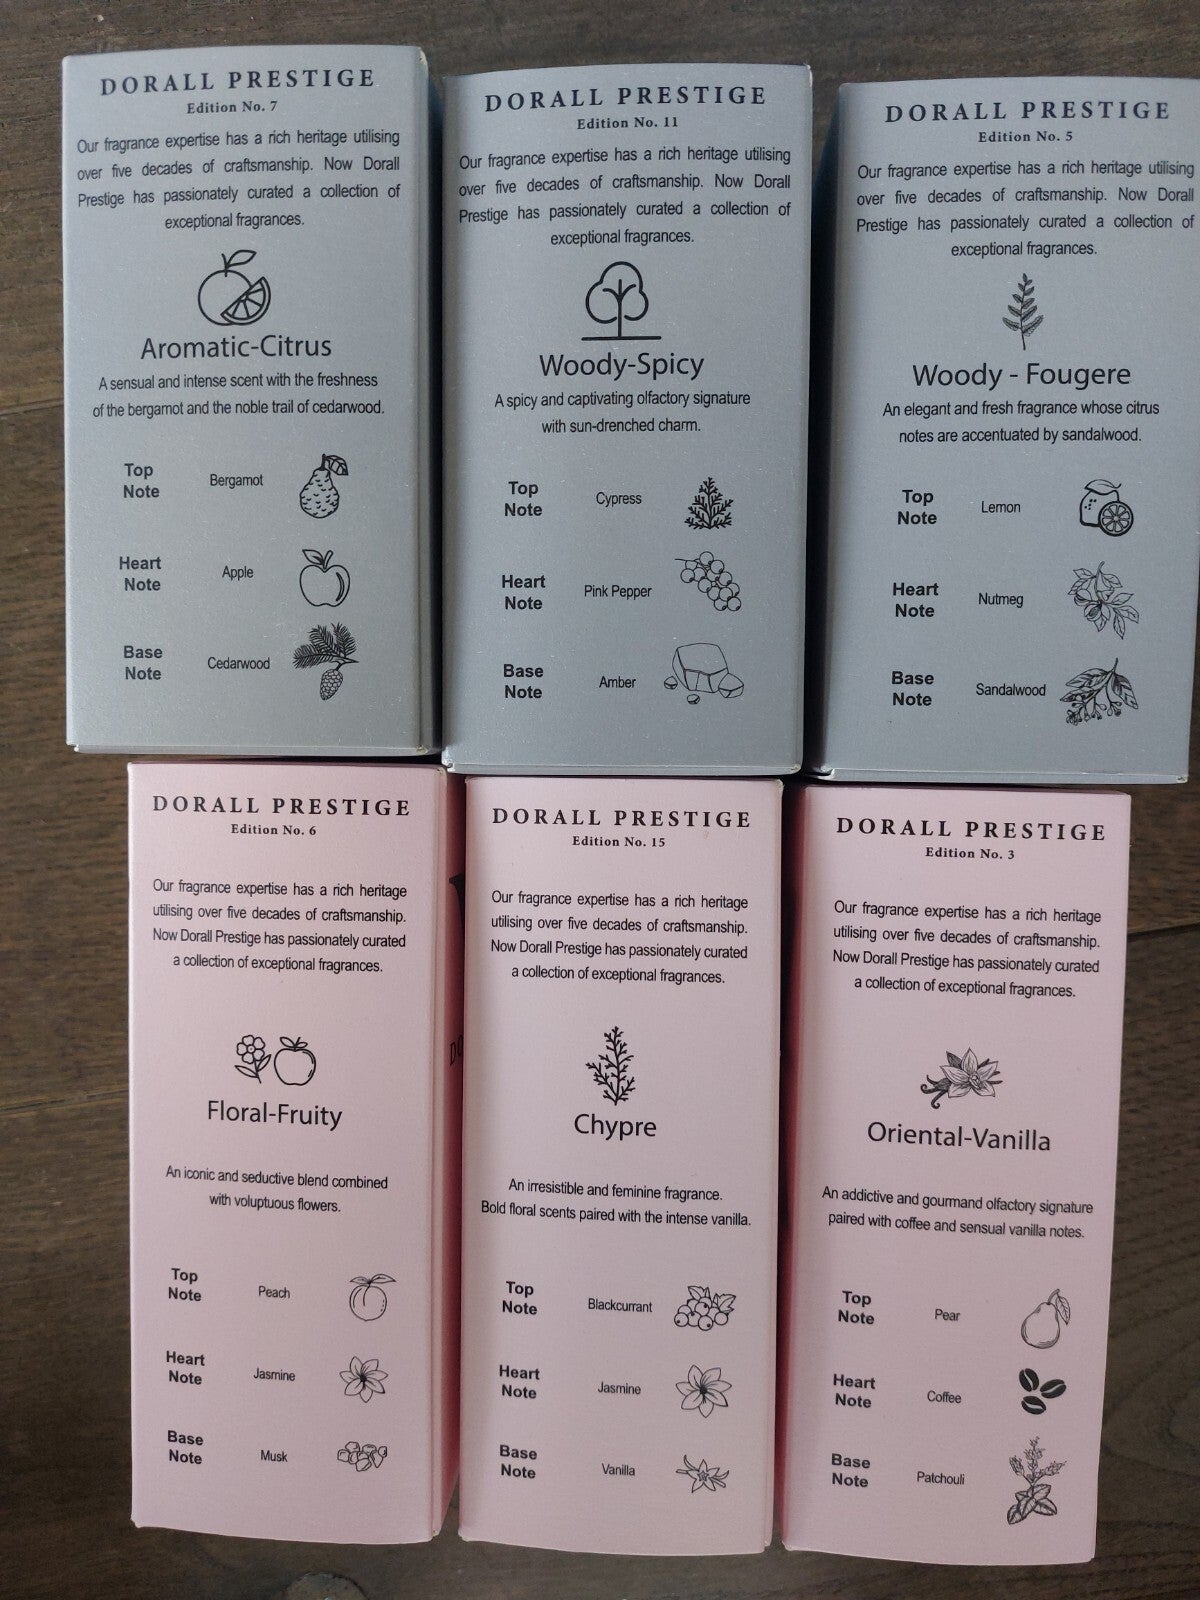 DORALL PRESTIGE
Edition No. 7
Our fragrance expertise has a rich heritage utilising
over five decades of craftsmanship. Now Dorall
Prestige has passionately curated a collection of
exceptional fragrances.
Aromatic-Citrus
A sensual and intense scent with the freshness
of the bergamot and the noble trail of cedarwood.
Top
Note
Bergamot
Heart
Note
Apple
Base
Note
Cedarwood
DORALL PRESTIGE
Edition No. 11
Our fragrance expertise has a rich heritage utilising
over five decades of craftsmanship. Now Dorall
Prestige has passionately curated a collection of
exceptional fragrances.
Woody-Spicy
A spicy and captivating olfactory signature
with sun-drenched charm.
Top
Note
Cypress
Heart
Note
Pink Pepper
Base
Note
Amber
DORALL PRESTIGE
Edition No. 5
Our fragrance expertise has a rich heritage utilising
over five decades of craftsmanship. Now Dorall
Prestige has passionately curated a collection of
exceptional fragrances.
Woody - Fougere
An elegant and fresh fragrance whose citrus
notes are accentuated by sandalwood.
Top
Note
Lemon
Heart
Note
Nutmeg
Base
Note
Sandalwood
DORALL PRESTIGE
Edition No. 6
Our fragrance expertise has a rich heritage
utilising over five decades of craftsmanship.
Now Dorall Prestige has passionately curated
a collection of exceptional fragrances.
Floral-Fruity
An iconic and seductive blend combined
with voluptuous flowers.
Top
Note
Peach
Heart
Note
Jasmine
Base
Note
Musk
DORALL PRESTIGE
Edition No. 15
Our fragrance expertise has a rich heritage
utilising over five decades of craftsmanship.
Now Dorall Prestige has passionately curated
a collection of exceptional fragrances.
Chypre
An irresistible and feminine fragrance.
Bold floral scents paired with the intense vanilla.
Top
Note
Blackcurrant
Heart
Note
Jasmine
Base
Note
Vanilla
DORALL PRESTIGE
Edition No. 3
Our fragrance expertise has a rich heritage
utilising over five decades of craftsmanship.
Now Dorall Prestige has passionately curated
a collection of exceptional fragrances.
Oriental-Vanilla
An addictive and gourmand olfactory signature
paired with coffee and sensual vanilla notes.
Top
Note
Pear
Heart
Note
Coffee
Base
Note
Patchouli